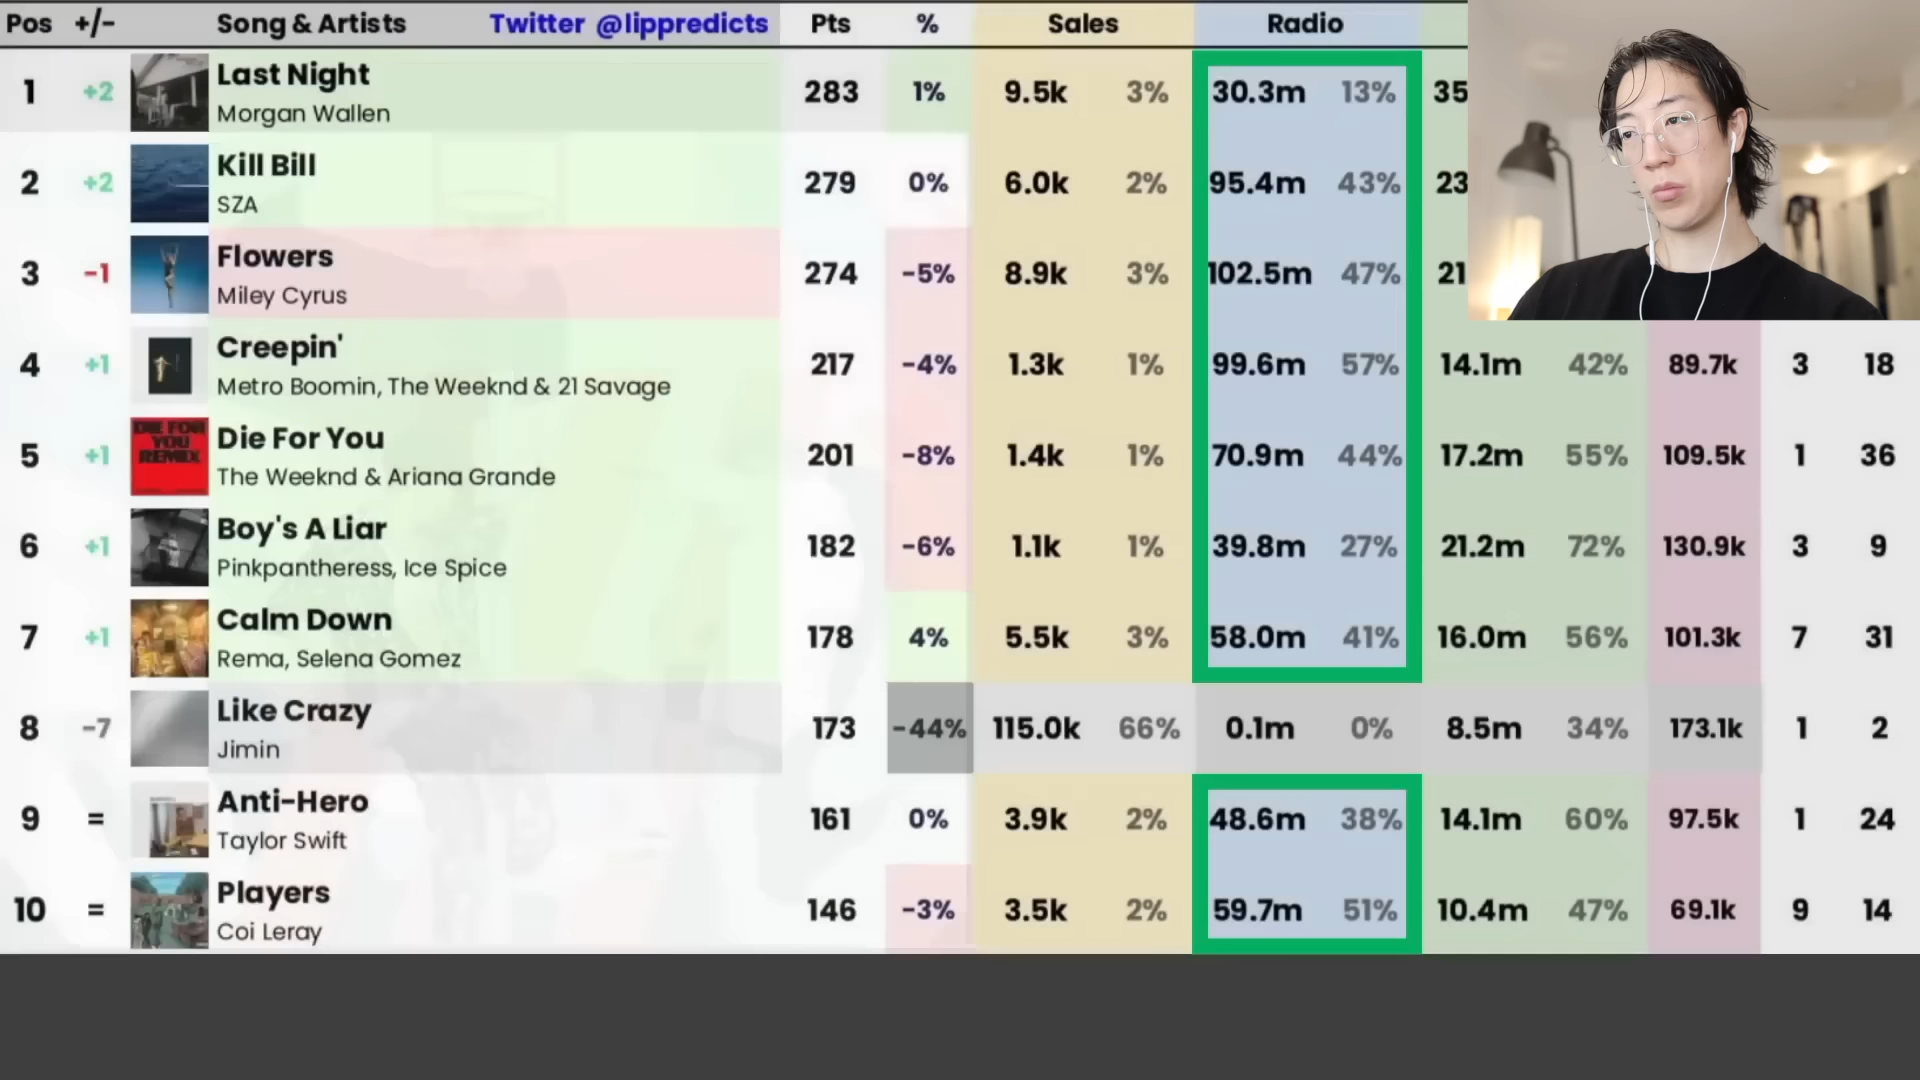 Pos +/- Song & Artists Twitter @lippredicts Pts % Sales Radio
1 +2 Last Night 283 1% 9.5k 3% 30.3m 13% 35
Morgan Wallen
2 +2 Kill Bill 279 0% 6.0k 2% 95.4m 43% 23
SZA
3 -1 Flowers 274 -5% 8.9k 3% 102.5m 47% 21
Miley Cyrus
4 +1 Creepin' 217 -4% 1.3k 1% 99.6m 57% 14.1m 42% 89.7k 3 18
Metro Boomin, The Weeknd & 21 Savage
5 +1 Die For You 201 -8% 1.4k 1% 70.9m 44% 17.2m 55% 109.5k 1 36
The Weeknd & Ariana Grande
DIE FOR
YOU
REMIX
6 +1 Boy's A Liar 182 -6% 1.1k 1% 39.8m 27% 21.2m 72% 130.9k 3 9
Pinkpantheress, Ice Spice
7 +1 Calm Down 178 4% 5.5k 3% 58.0m 41% 16.0m 56% 101.3k 7 31
Rema, Selena Gomez
8 -7 Like Crazy 173 -44% 115.0k 66% 0.1m 0% 8.5m 34% 173.1k 1 2
Jimin
9 = Anti-Hero 161 0% 3.9k 2% 48.6m 38% 14.1m 60% 97.5k 1 24
Taylor Swift
10 = Players 146 -3% 3.5k 2% 59.7m 51% 10.4m 47% 69.1k 9 14
Coi Leray